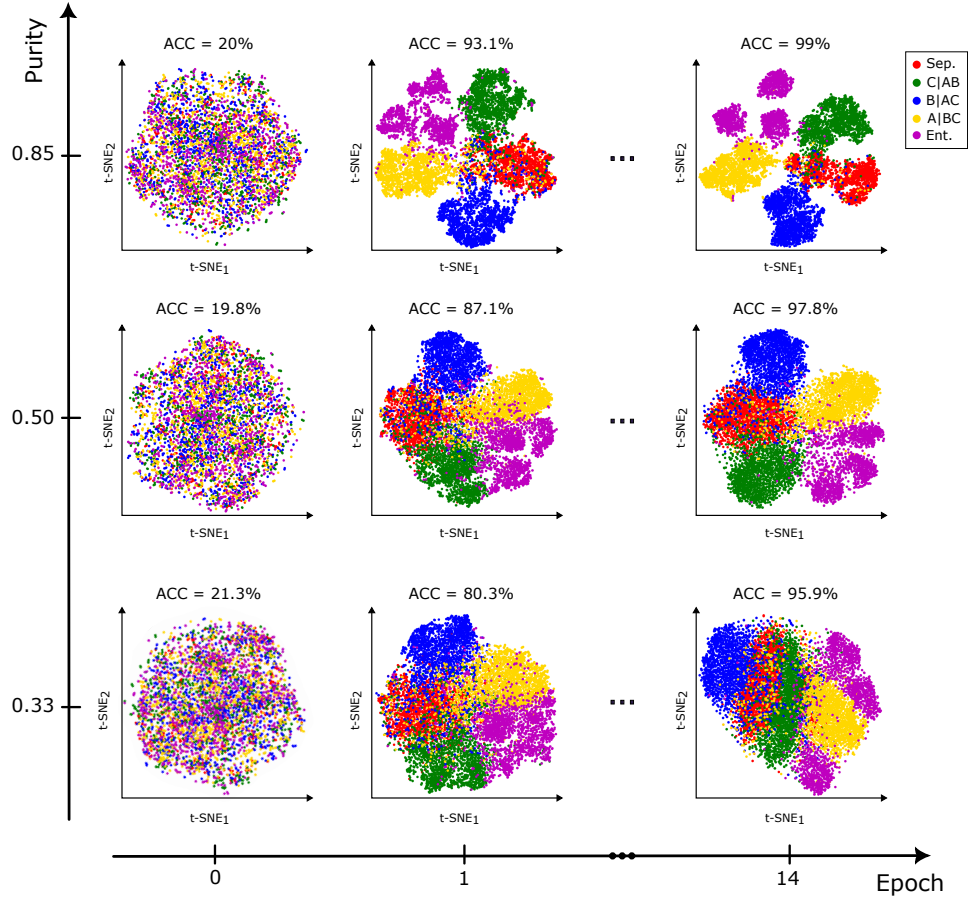 Purity
ACC = 20%
ACC = 93.1%
ACC = 99%
Sep.
C|AB
B|AC
A|BC
Ent.
0.85
t-SNE2
t-SNE2
t-SNE2
t-SNE1
t-SNE1
t-SNE1
ACC = 19.8%
ACC = 87.1%
ACC = 97.8%
0.50
t-SNE2
t-SNE2
t-SNE2
t-SNE1
t-SNE1
t-SNE1
ACC = 21.3%
ACC = 80.3%
ACC = 95.9%
0.33
t-SNE2
t-SNE2
t-SNE2
t-SNE1
t-SNE1
t-SNE1
0
1
14
Epoch